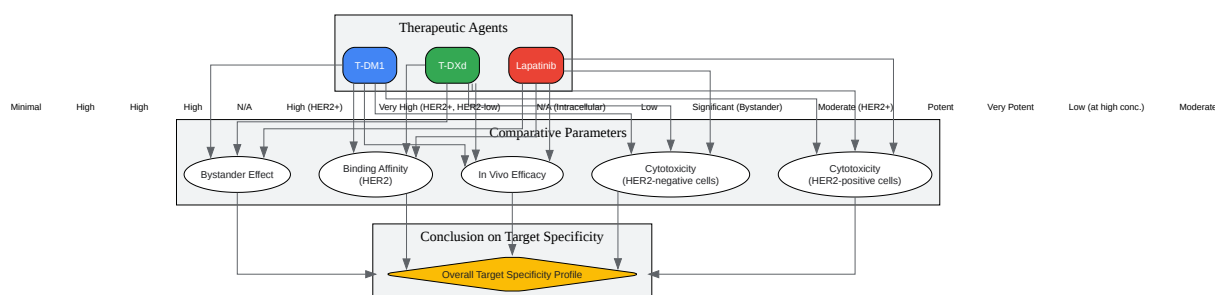 Therapeutic Agents
T-DM1
T-DXd
Lapatinib
Minimal
High
High
High
N/A
High (HER2+)
Very High (HER2+, HER2-low)
N/A (Intracellular)
Low
Significant (Bystander)
Moderate (HER2+)
Potent
Very Potent
Low (at high conc.)
Moderate
Comparative Parameters
Bystander Effect
Binding Affinity
(HER2)
In Vivo Efficacy
Cytotoxicity
(HER2-negative cells)
Cytotoxicity
(HER2-positive cells)
Conclusion on Target Specificity
Overall Target Specificity Profile